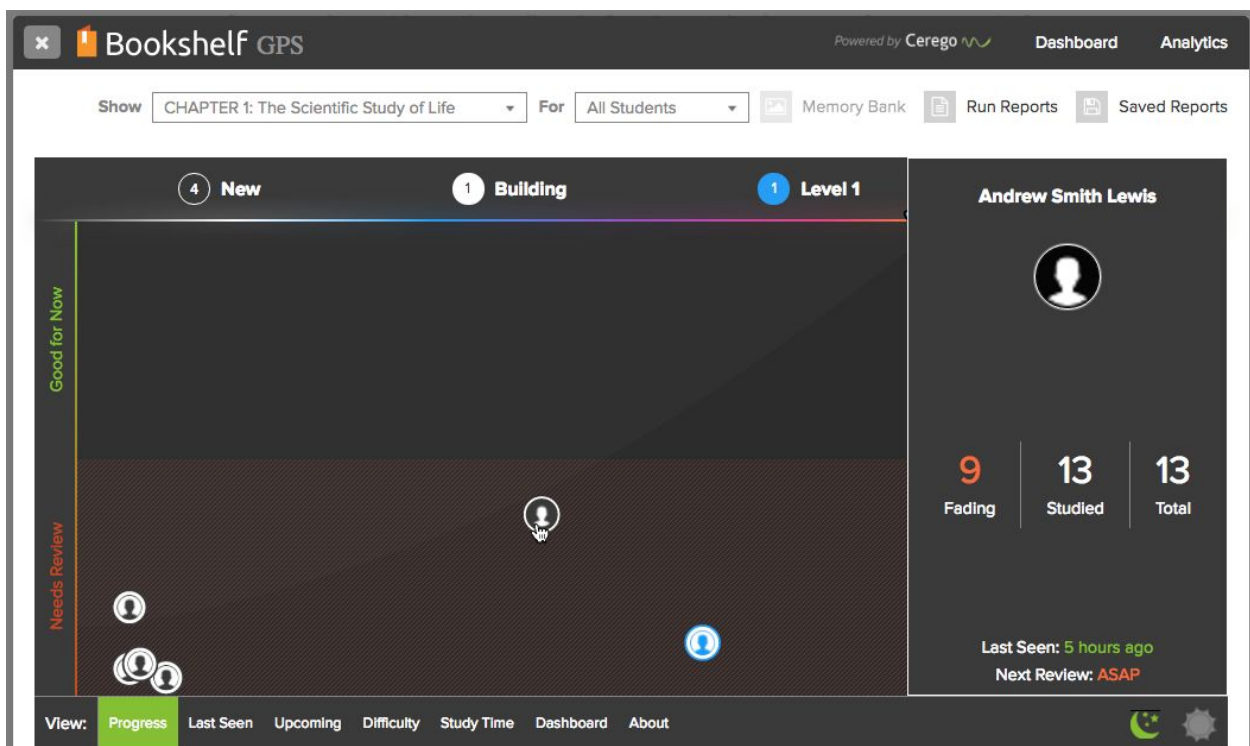 Bookshelf GPS
Powered by Cerego
Dashboard
Analytics
Show
CHAPTER 1: The Scientific Study of Life
For
All Students
Memory Bank
Run Reports
Saved Reports
4 New
1 Building
1 Level 1
Good for Now
Needs Review
Andrew Smith Lewis
9
Fading
13
Studied
13
Total
Last Seen: 5 hours ago
Next Review: ASAP
View:
Progress
Last Seen
Upcoming
Difficulty
Study Time
Dashboard
About